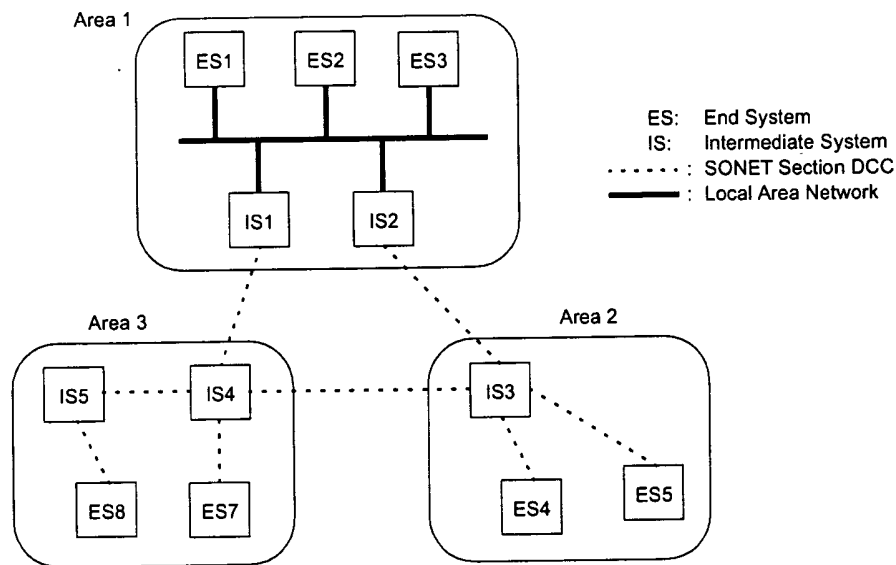 Area 1
ES1 ES2 ES3
ES: End System
IS: Intermediate System
: SONET Section DCC
: Local Area Network
IS1 IS2
Area 3
Area 2
IS5 IS4 IS3
ES8 ES7 ES4 ES5